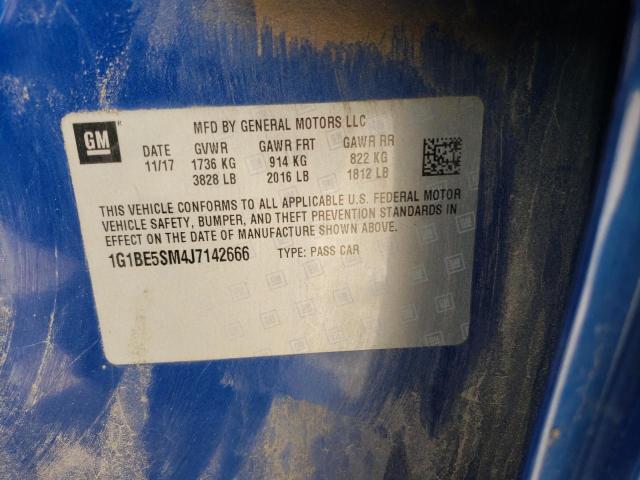 GM
MFD BY GENERAL MOTORS LLC
DATE GVWR GAWR FRT GAWR RR
11/17 1736 KG 914 KG 822 KG
3828 LB 2016 LB 1812 LB
THIS VEHICLE CONFORMS TO ALL APPLICABLE U.S. FEDERAL MOTOR
VEHICLE SAFETY, BUMPER, AND THEFT PREVENTION STANDARDS IN
EFFECT ON THE DATE OF MANUFACTURE SHOWN ABOVE.
1G1BE5SM4J7142666 TYPE: PASS CAR